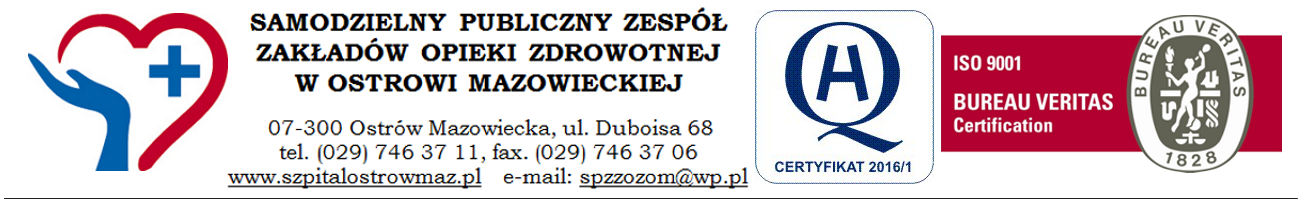 SAMODZIELNY PUBLICZNY ZESPÓŁ
ZAKŁADÓW OPIEKI ZDROWOTNEJ
W OSTROWI MAZOWIECKIEJ
07-300 Ostrów Mazowiecka, ul. Duboisa 68
tel. (029) 746 37 11, fax. (029) 746 37 06
www.szpitalostrowmaz.pl e-mail: spzzozom@wp.pl
HQ
CERTYFIKAT 2016/1
ISO 9001
BUREAU VERITAS
Certification
BUREAU VERITAS
1828